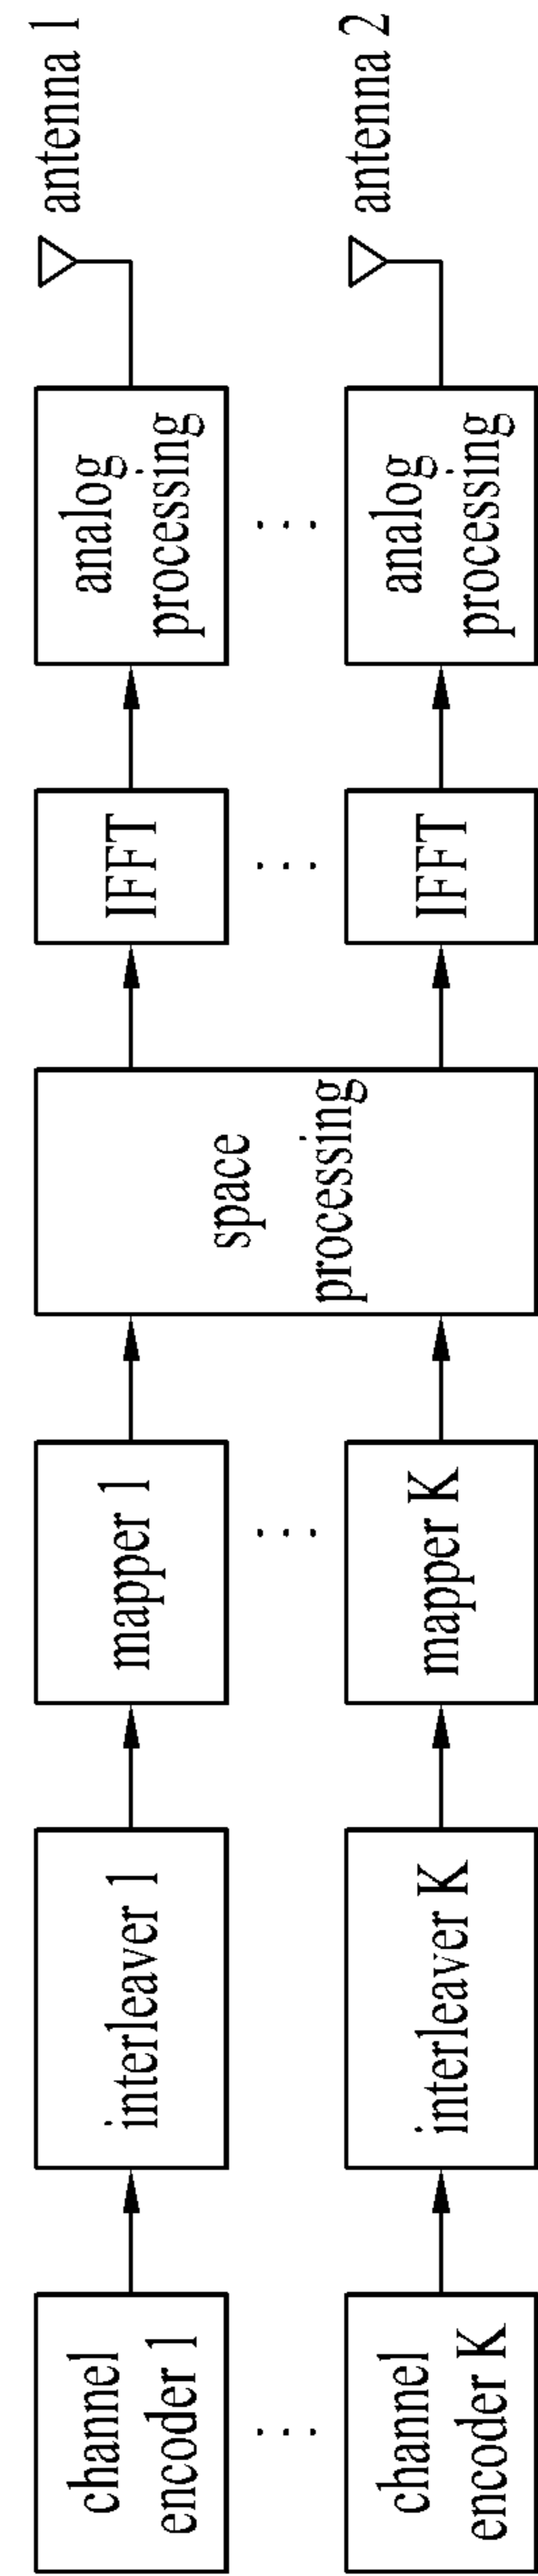 channel
encoder 1
interleaver 1
mapper 1
space
processing
IFFT
analog
processing
antenna 1
...
...
...
...
channel
encoder K
interleaver K
mapper K
IFFT
analog
processing
antenna 2